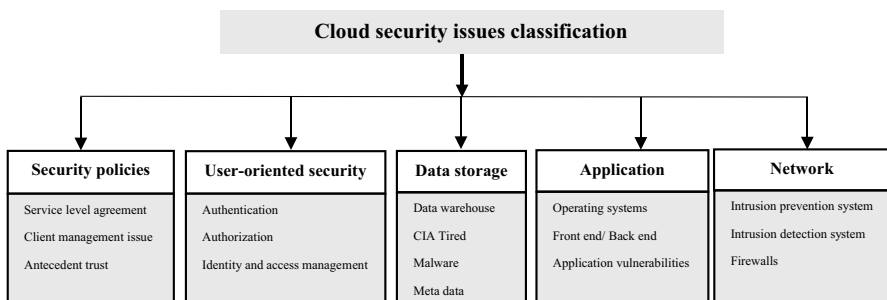 Cloud security issues classification
Security policies
Service level agreement
Client management issue
Antecedent trust
User-oriented security
Authentication
Authorization
Identity and access management
Data storage
Data warehouse
CIA Tired
Malware
Meta data
Application
Operating systems
Front end/ Back end
Application vulnerabilities
Network
Intrusion prevention system
Intrusion detection system
Firewalls